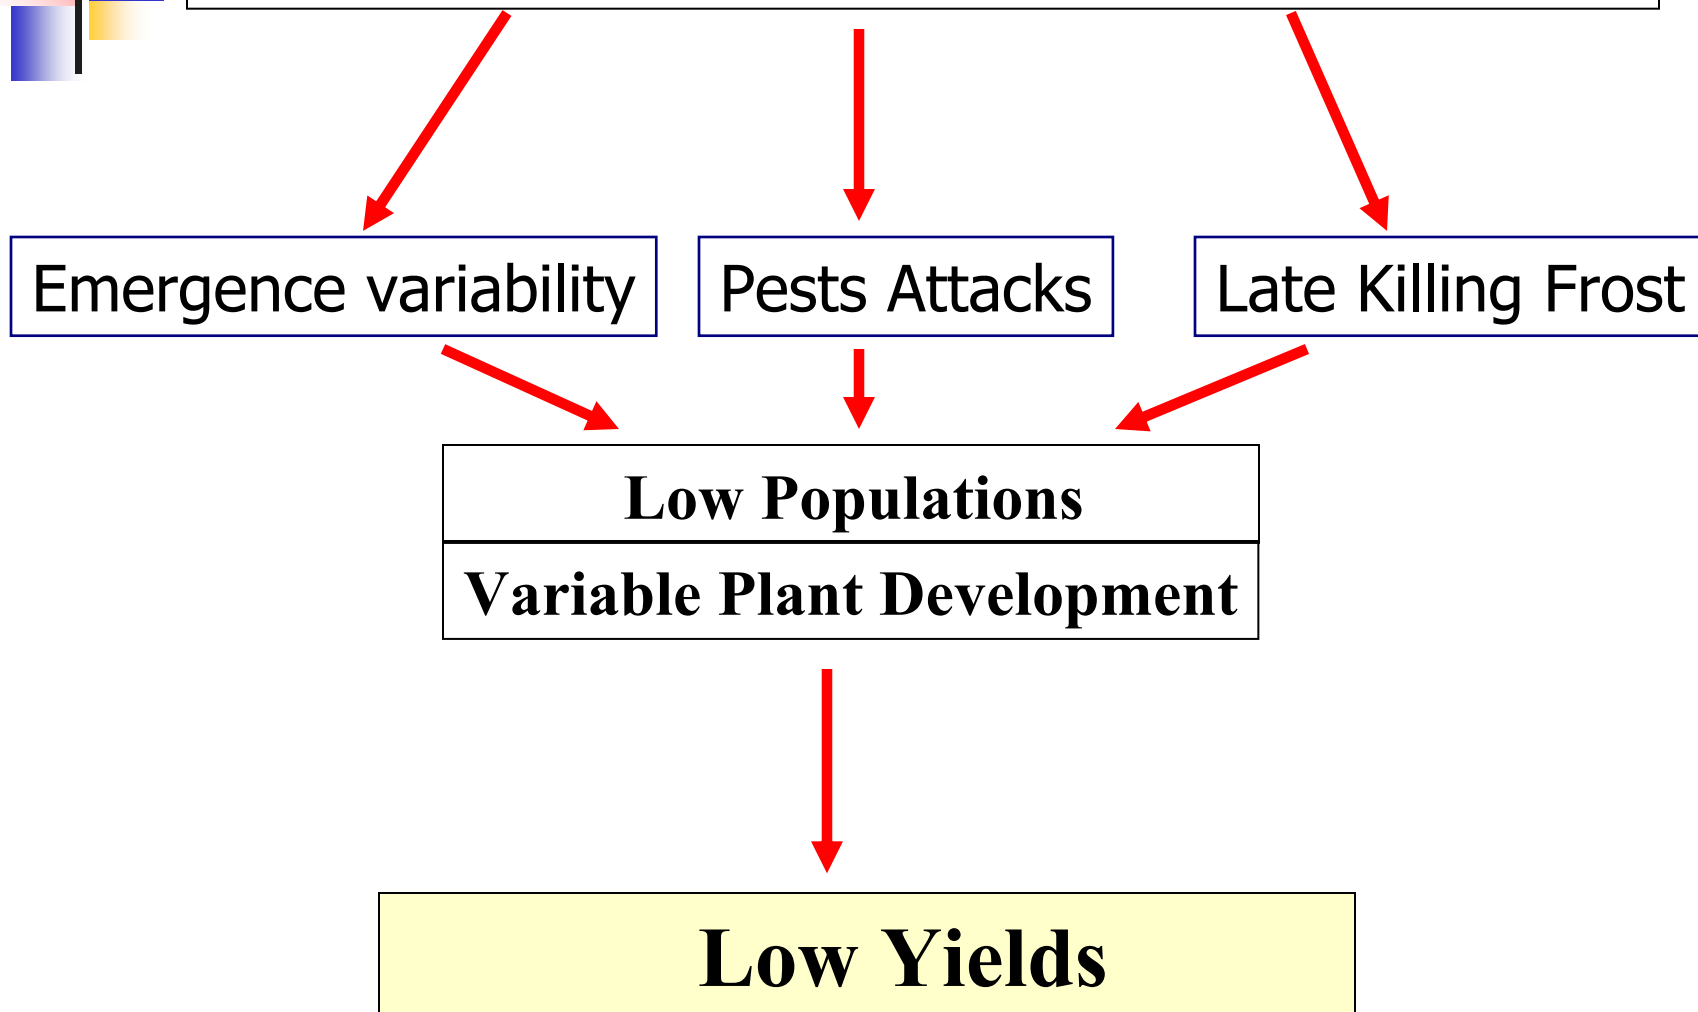 Emergence variability
Pests Attacks
Late Killing Frost
Low Populations
Variable Plant Development
Low Yields